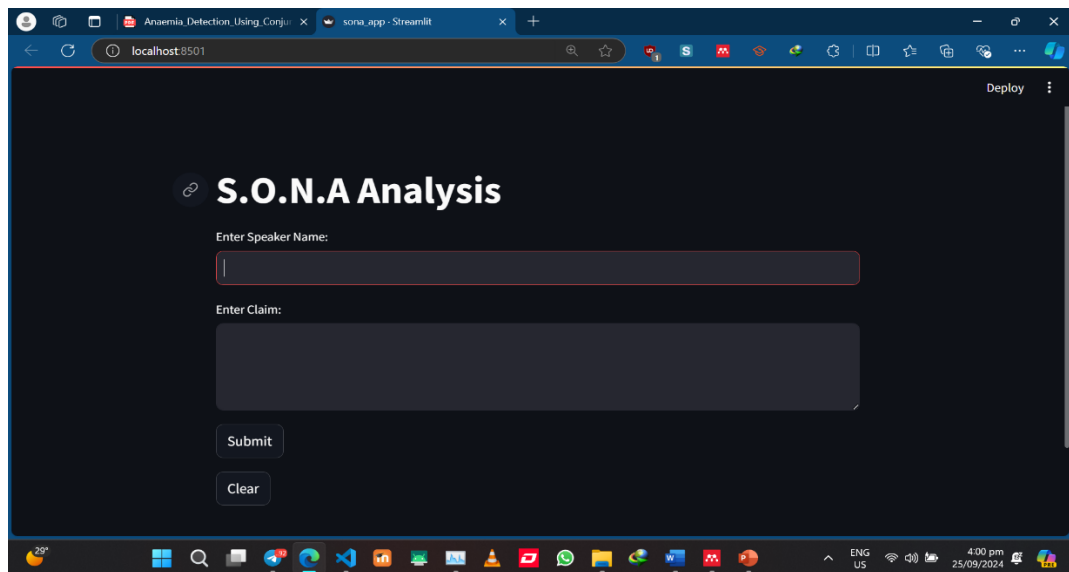 Anaemia_Detection_Using_Conjun
sona_app · Streamlit
localhost:8501
Deploy
S.O.N.A Analysis
Enter Speaker Name:
Enter Claim:
Submit
Clear
29°
ENG
US
4:00 pm
25/09/2024